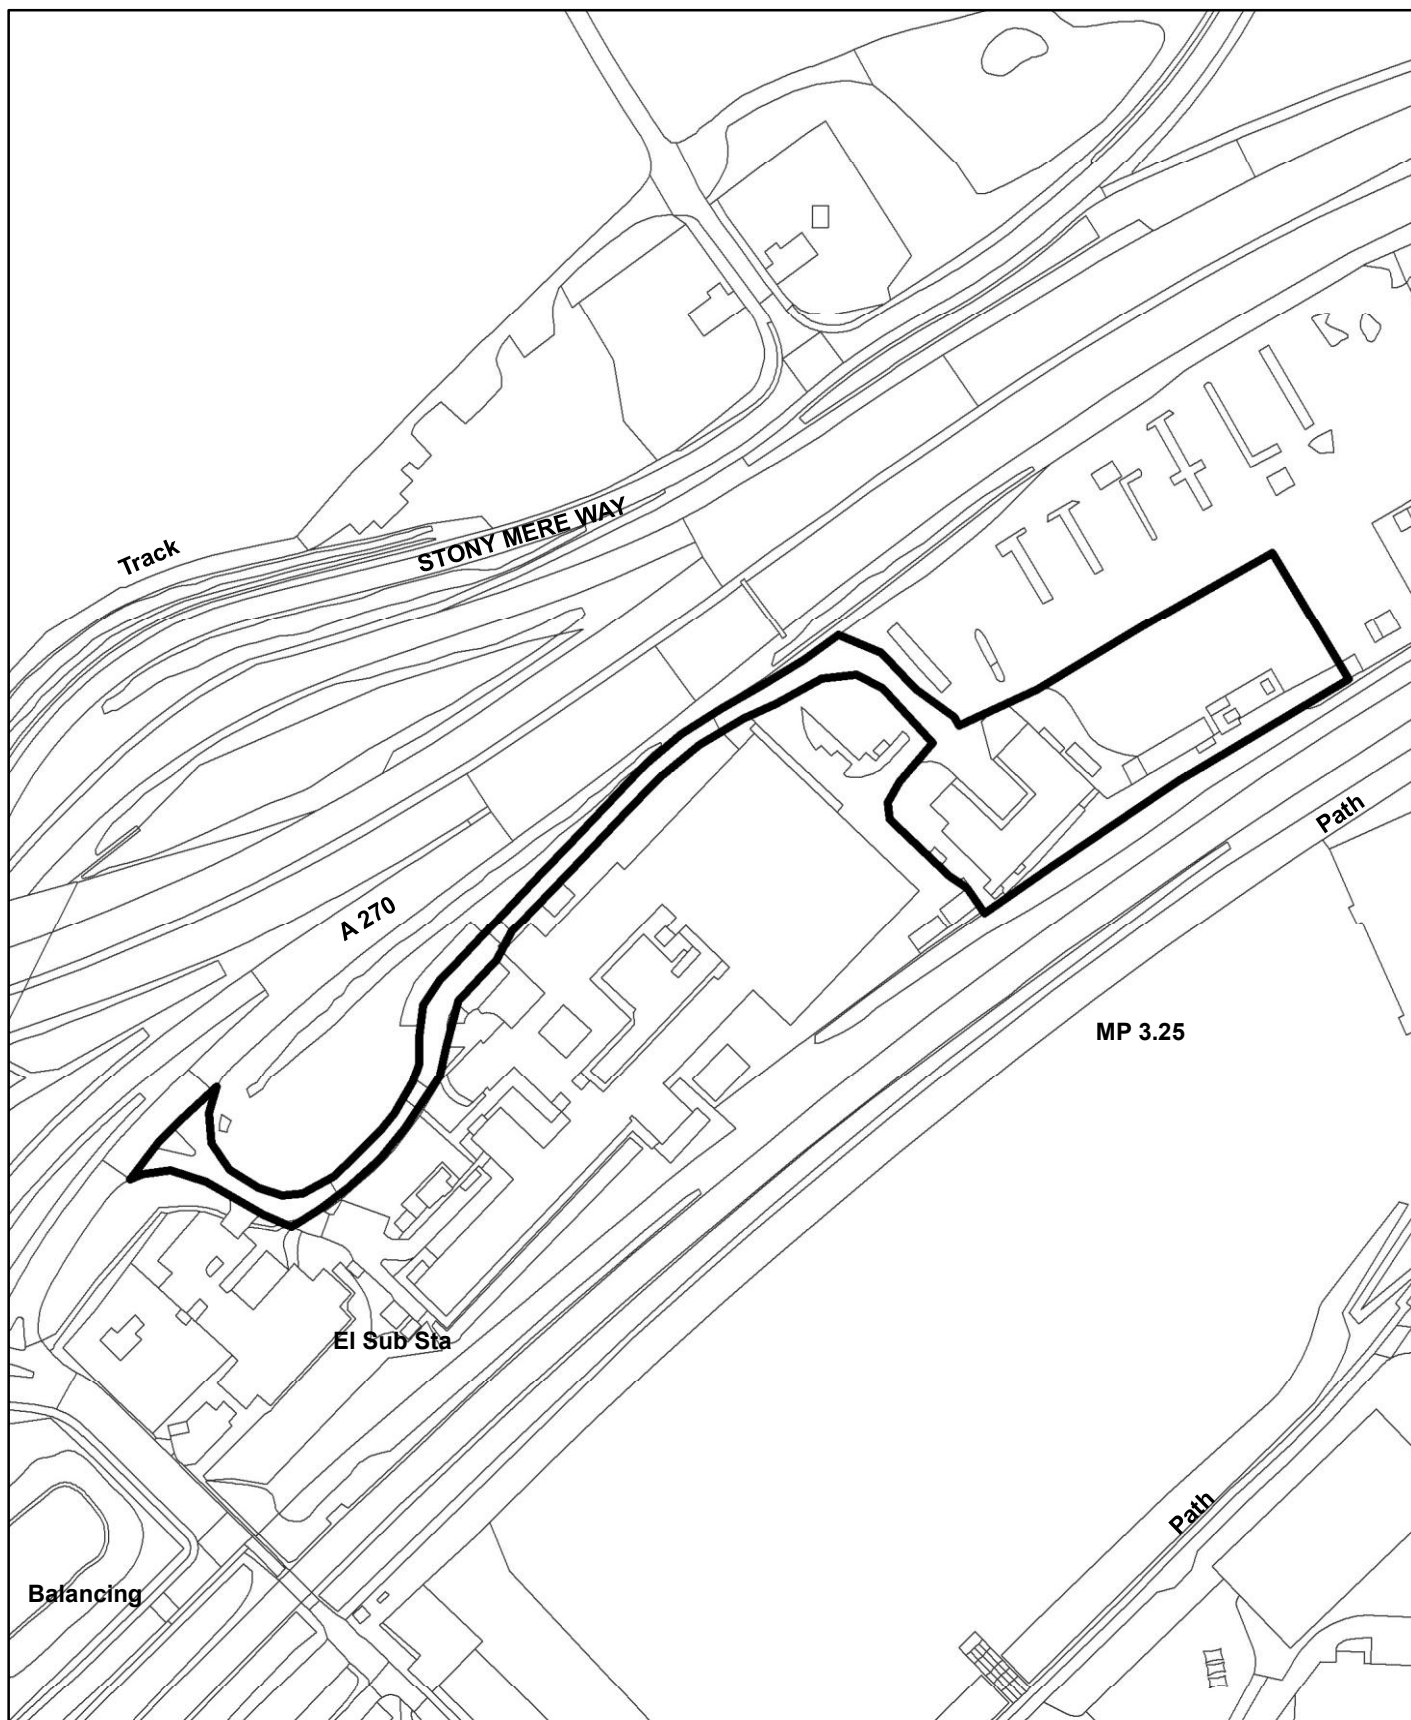 Track
STONY MERE WAY
A 270
Path
MP 3.25
El Sub Sta
Path
Balancing